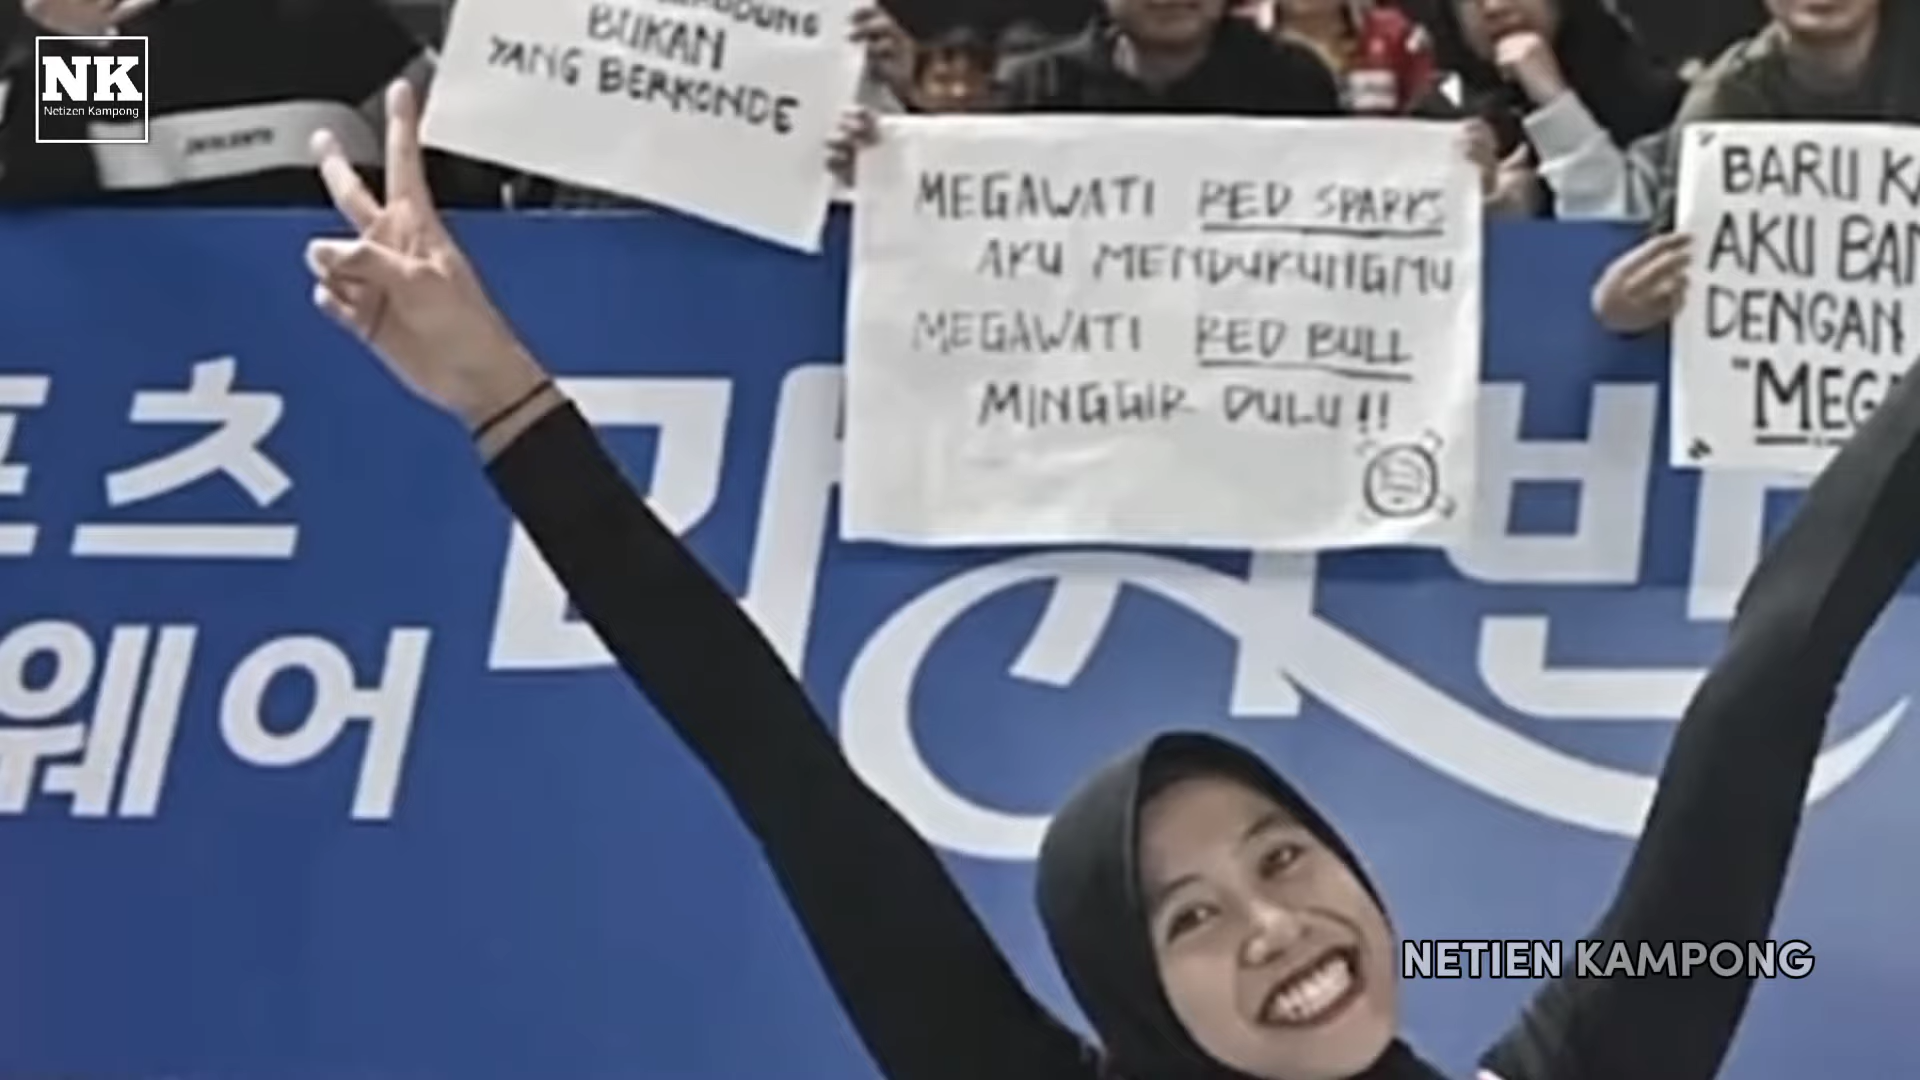 NK
Netizen Kampong
BUKAN
YANG BERKONDE
MEGAWATI RED SPARKS
AKU MENDUKUNGMU
MEGAWATI RED BULL
MINGGIR DULU!!
BARU K
AKU BAN
DENGAN
"MEGA
츠
웨어
NETIEN KAMPONG